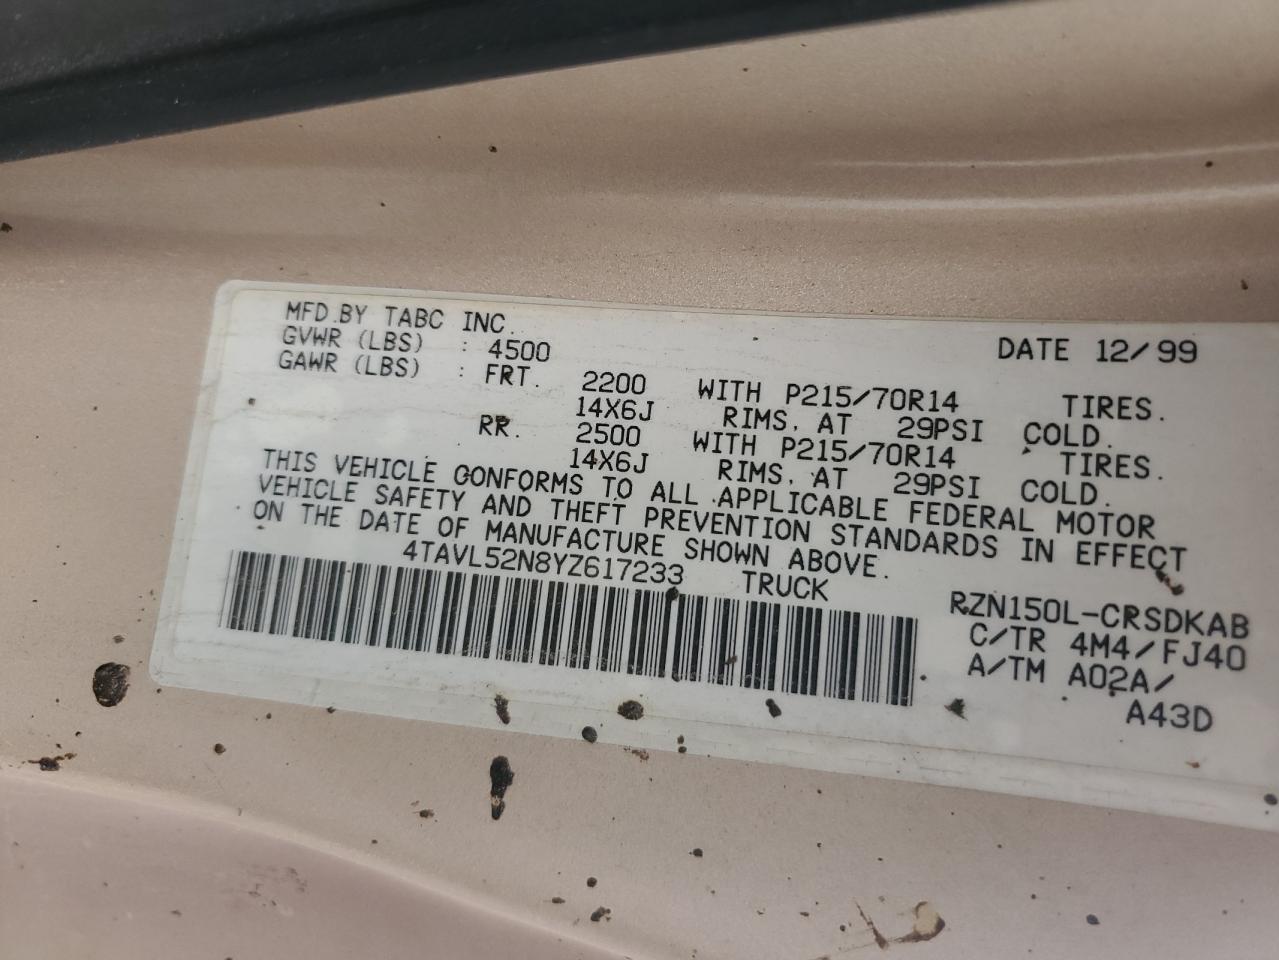 MFD.BY TABC INC.
DATE 12/99
GVWR (LBS) : 4500
GAWR (LBS) : FRT. 2200 WITH P215/70R14 TIRES.
14X6J RIMS, AT 29PSI COLD.
RR. 2500 WITH P215/70R14 TIRES.
14X6J RIMS, AT 29PSI COLD.
THIS VEHICLE CONFORMS TO ALL APPLICABLE FEDERAL MOTOR
VEHICLE SAFETY AND THEFT PREVENTION STANDARDS IN EFFECT
ON THE DATE OF MANUFACTURE SHOWN ABOVE.
4TAVL52N8YZ617233 TRUCK
RZN150L-CRSDKAB
C/TR 4M4/FJ40
A/TM A02A/
A43D